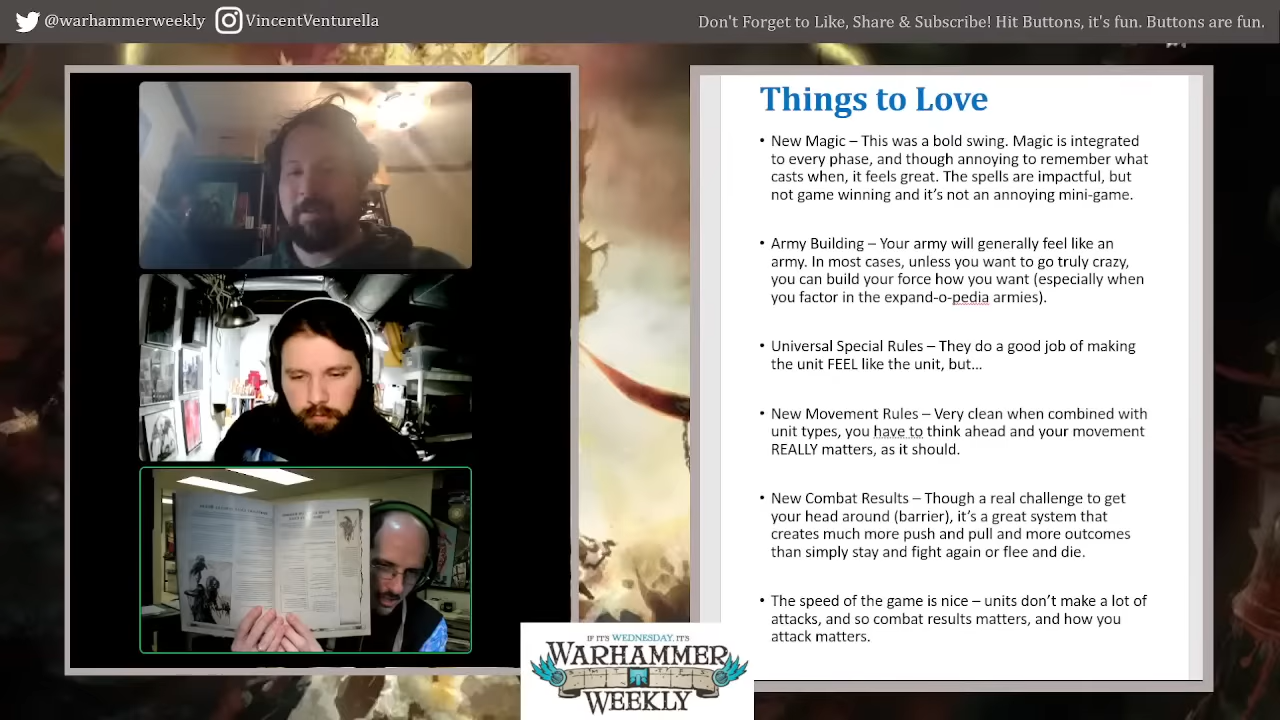 @warhammerweekly VincentVenturella
Don't Forget to Like, Share & Subscribe! Hit Buttons, it's fun. Buttons are fun.
Things to Love
• New Magic – This was a bold swing. Magic is integrated
to every phase, and though annoying to remember what
casts when, it feels great. The spells are impactful, but
not game winning and it's not an annoying mini-game.
• Army Building – Your army will generally feel like an
army. In most cases, unless you want to go truly crazy,
you can build your force how you want (especially when
you factor in the expand-o-pedia armies).
• Universal Special Rules – They do a good job of making
the unit FEEL like the unit, but...
• New Movement Rules – Very clean when combined with
unit types, you have to think ahead and your movement
REALLY matters, as it should.
• New Combat Results – Though a real challenge to get
your head around (barrier), it's a great system that
creates much more push and pull and more outcomes
than simply stay and fight again or flee and die.
• The speed of the game is nice – units don't make a lot of
attacks, and so combat results matters, and how you
attack matters.
IF IT'S WEDNESDAY, IT'S
WARHAMMER
WEEKLY